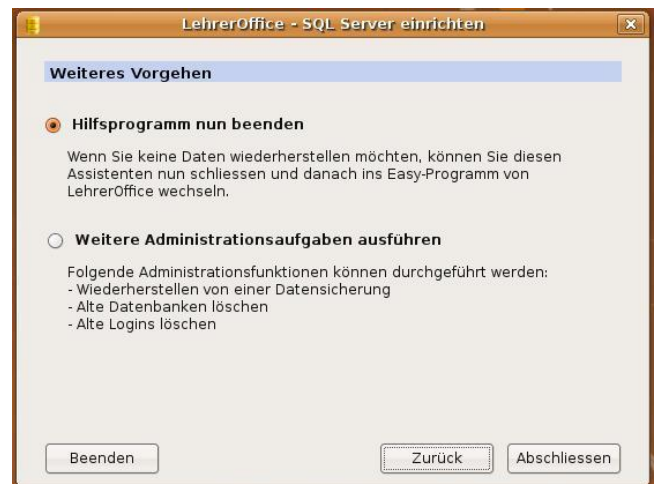 LehrerOffice - SQL Server einrichten
Weiteres Vorgehen
Hilfsprogramm nun beenden
Wenn Sie keine Daten wiederherstellen möchten, können Sie diesen
Assistenten nun schliessen und danach ins Easy-Programm von
LehrerOffice wechseln.
Weitere Administrationsaufgaben ausführen
Folgende Administrationsfunktionen können durchgeführt werden:
- Wiederherstellen von einer Datensicherung
- Alte Datenbanken löschen
- Alte Logins löschen
Beenden Zurück Abschliessen